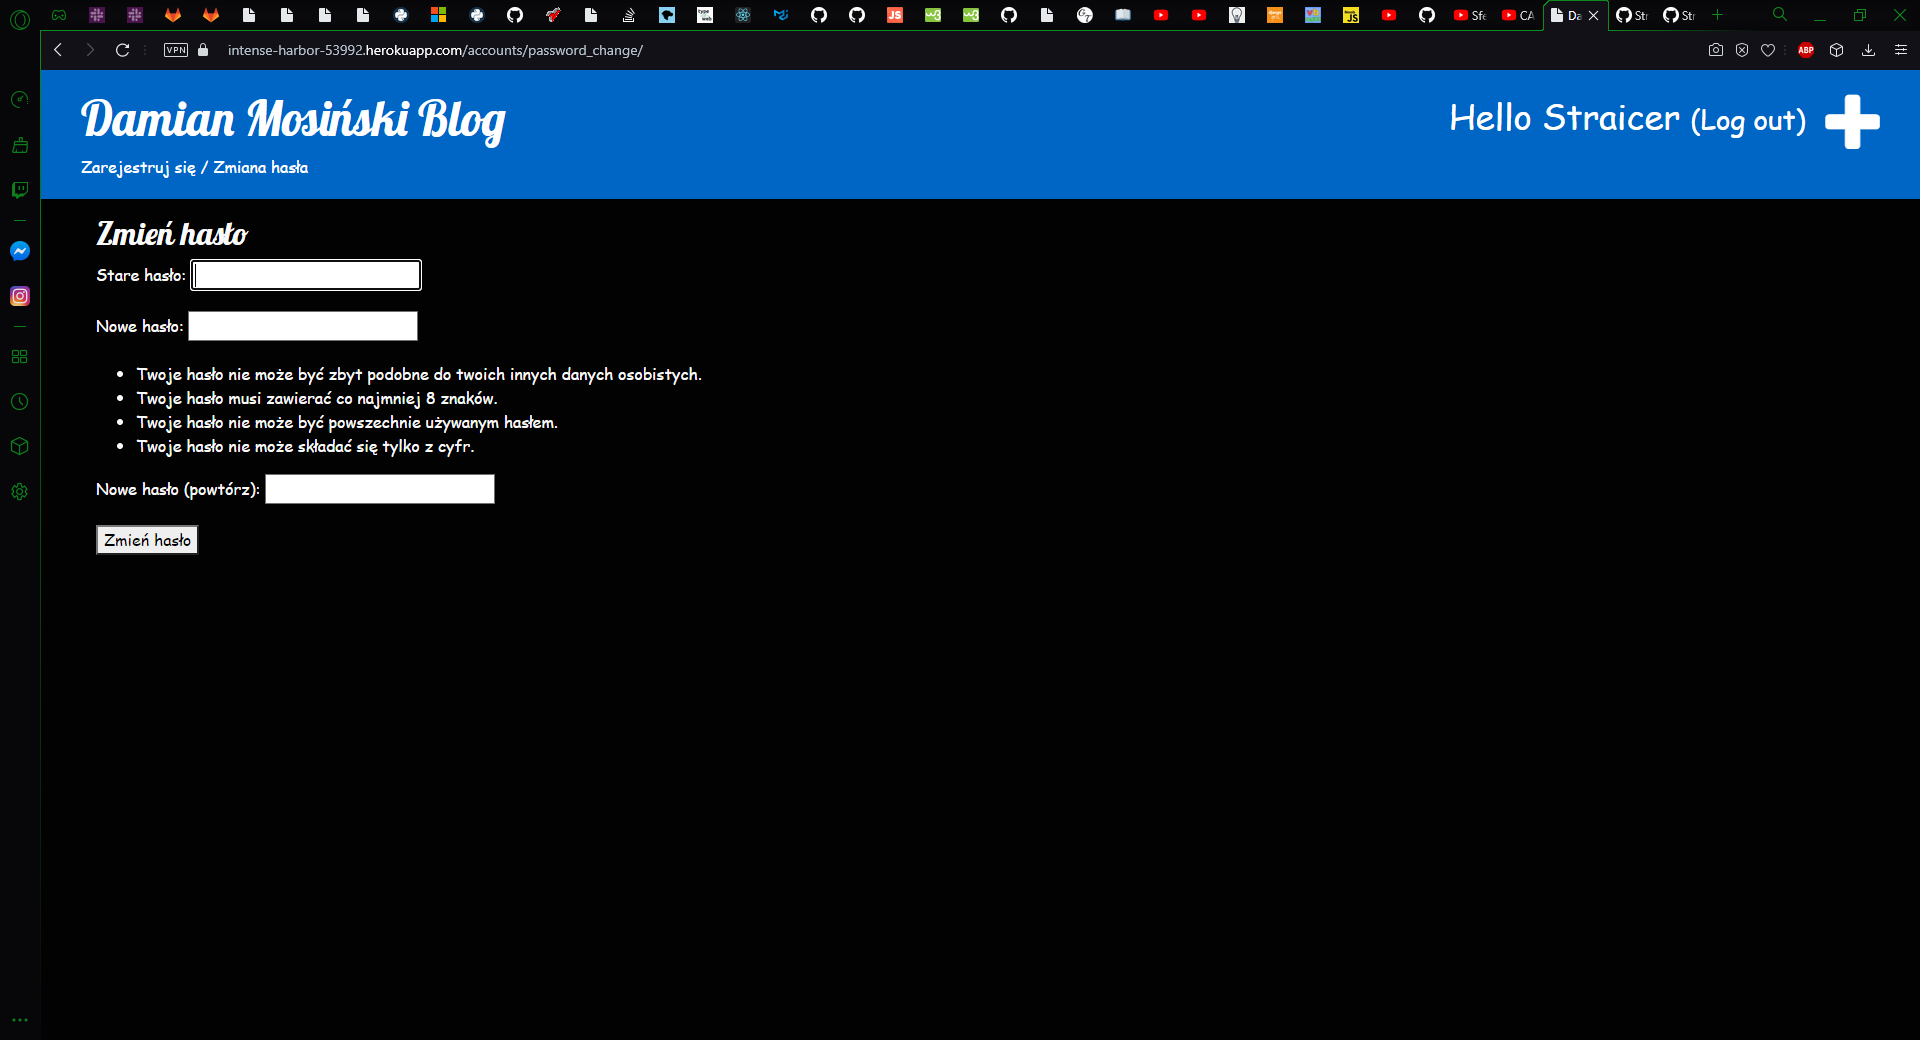 Sfe
CA
Da
Str
Str
VPN
intense-harbor-53992.herokuapp.com/accounts/password_change/
ABP
Damian Mosiński Blog
Hello Straicer (Log out)
Zarejestruj się / Zmiana hasła
Zmień hasło
Stare hasło:
Nowe hasło:
Twoje hasło nie może być zbyt podobne do twoich innych danych osobistych.
Twoje hasło musi zawierać co najmniej 8 znaków.
Twoje hasło nie może być powszechnie używanym hasłem.
Twoje hasło nie może składać się tylko z cyfr.
Nowe hasło (powtórz):
Zmień hasło